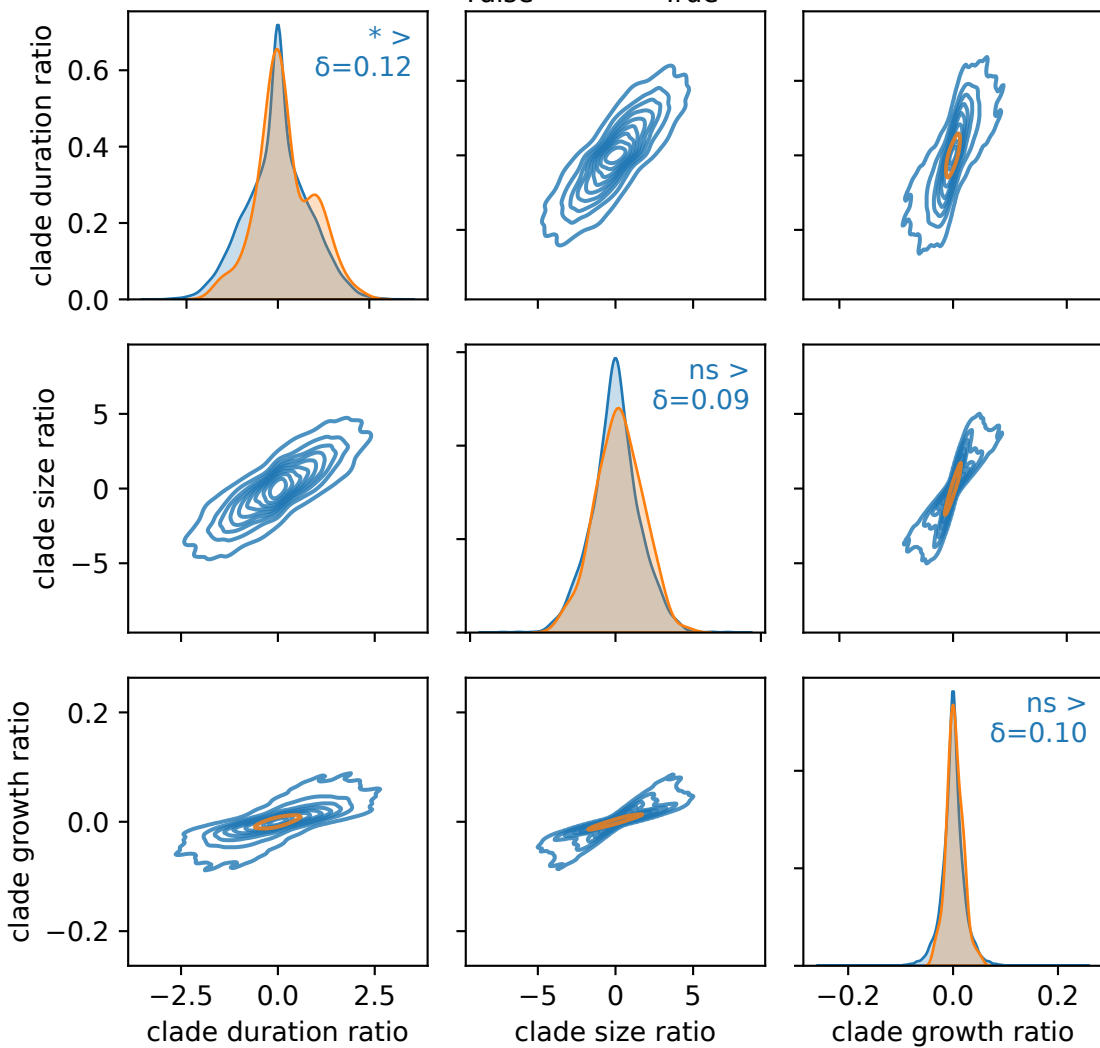 True
clade duration ratio
0.6
0.4
0.2
0.0
* >
δ=0.12
clade size ratio
5
0
−5
ns >
δ=0.09
clade growth ratio
0.2
0.0
−0.2
ns >
δ=0.10
−2.5 0.0 2.5
−5 0 5
−0.2 0.0 0.2
clade duration ratio
clade size ratio
clade growth ratio